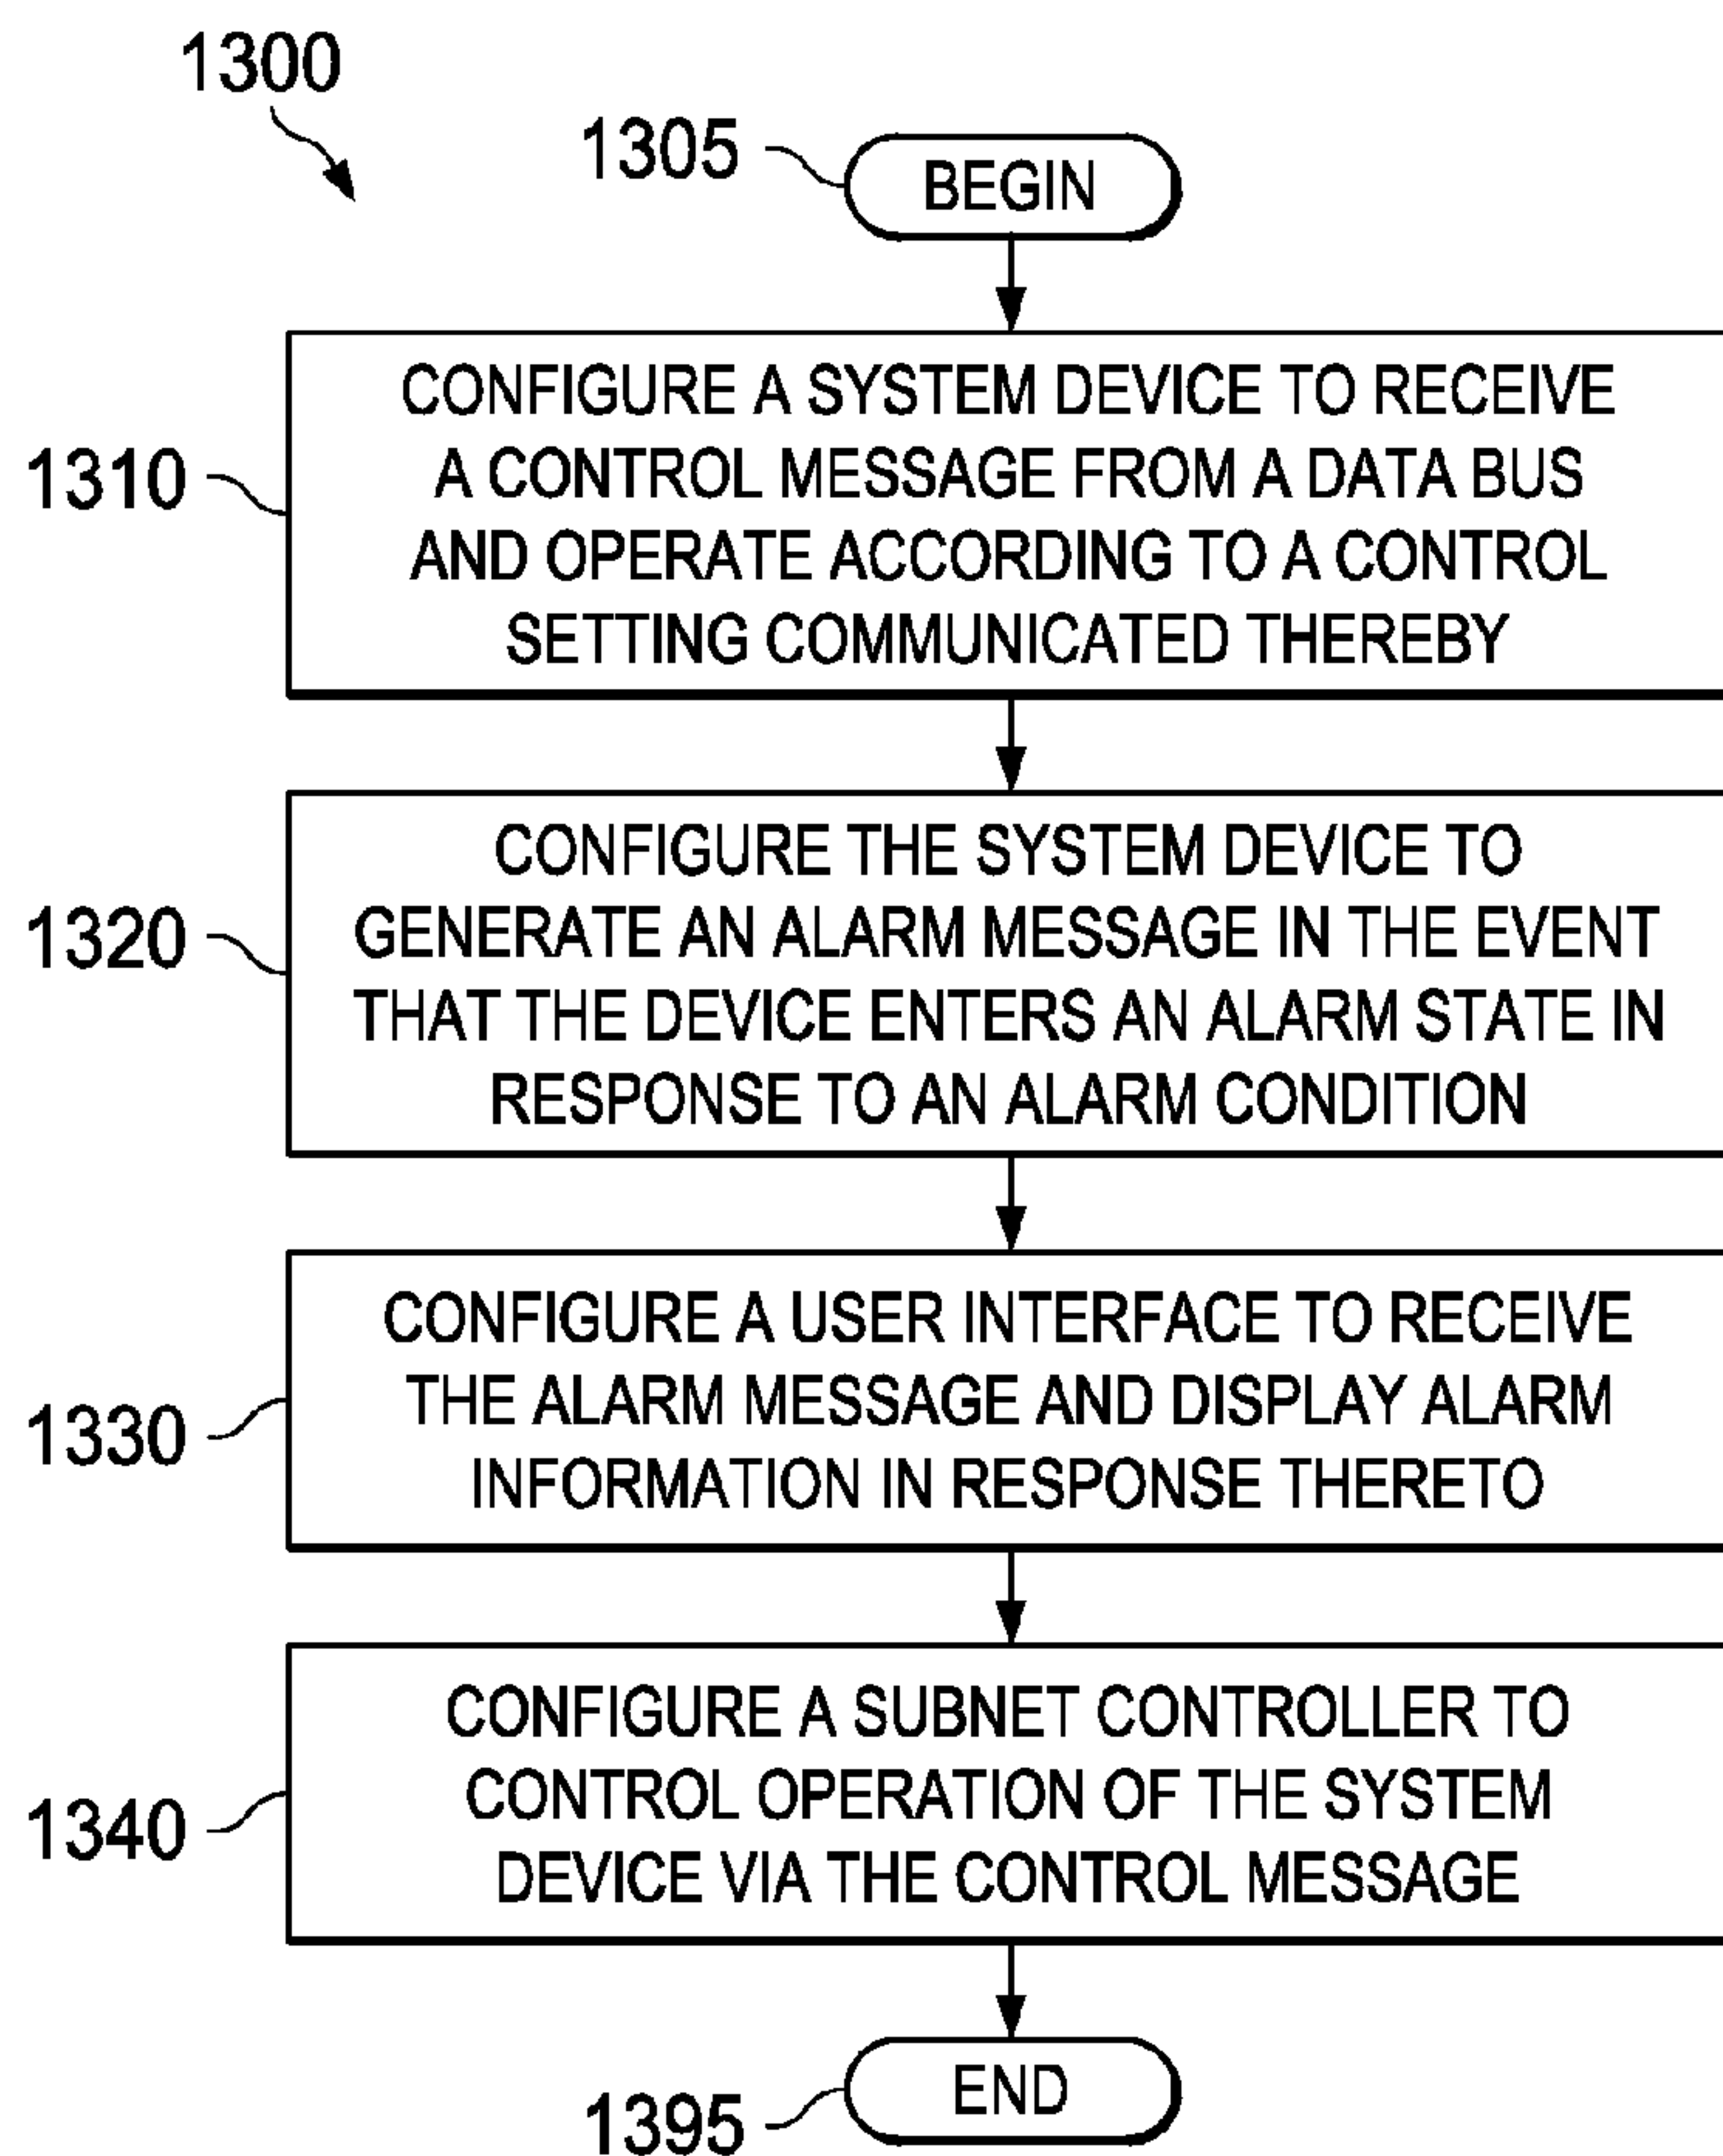 1300
1305
BEGIN
CONFIGURE A SYSTEM DEVICE TO RECEIVE
A CONTROL MESSAGE FROM A DATA BUS
AND OPERATE ACCORDING TO A CONTROL
SETTING COMMUNICATED THEREBY
1310
CONFIGURE THE SYSTEM DEVICE TO
GENERATE AN ALARM MESSAGE IN THE EVENT
THAT THE DEVICE ENTERS AN ALARM STATE IN
RESPONSE TO AN ALARM CONDITION
1320
CONFIGURE A USER INTERFACE TO RECEIVE
THE ALARM MESSAGE AND DISPLAY ALARM
INFORMATION IN RESPONSE THERETO
1330
CONFIGURE A SUBNET CONTROLLER TO
CONTROL OPERATION OF THE SYSTEM
DEVICE VIA THE CONTROL MESSAGE
1340
END
1395